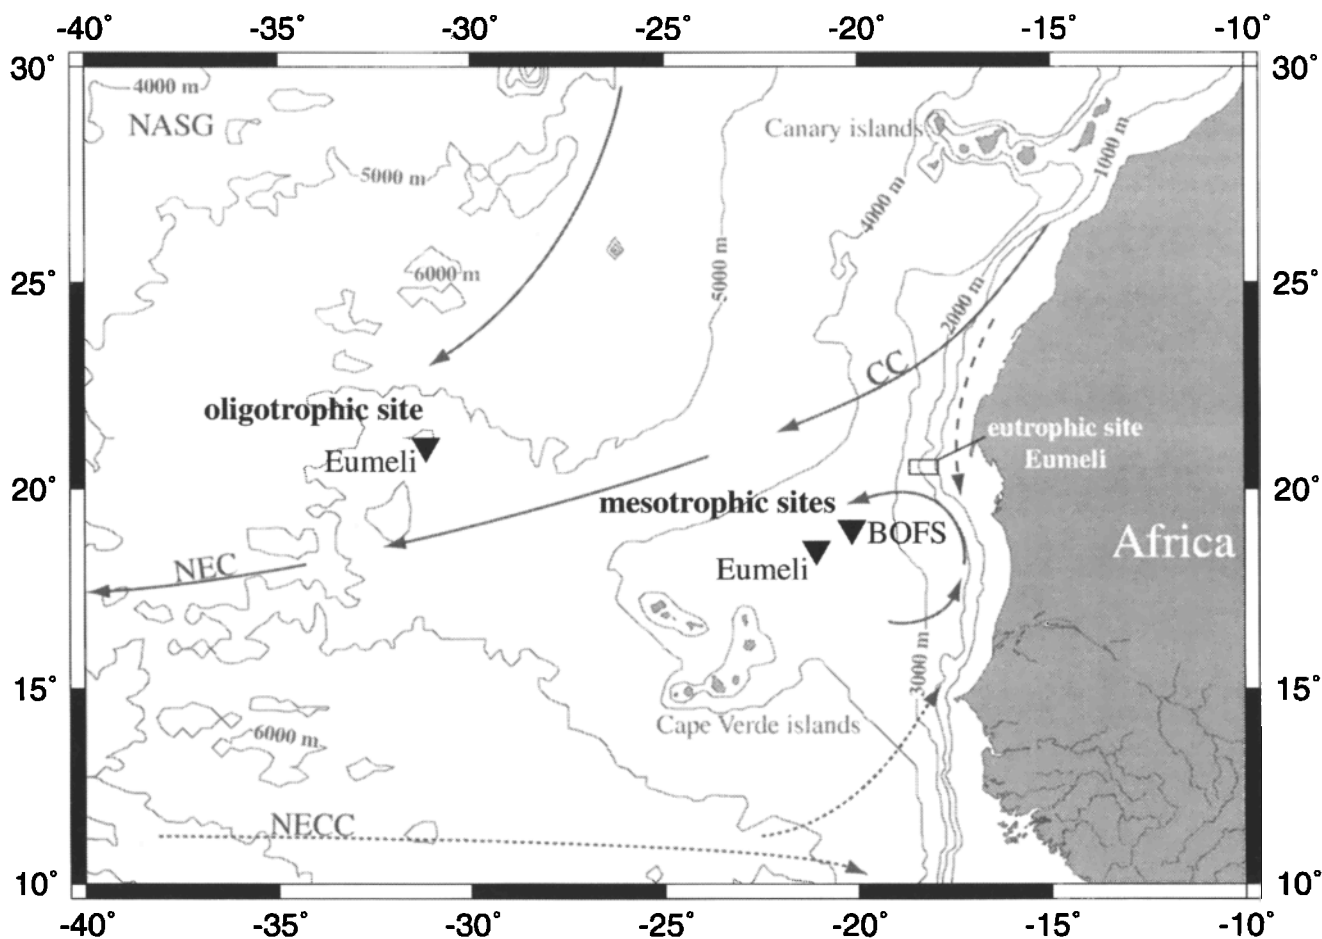 -40° -35° -30° -25° -20° -15° -10°
30° 30°
4000 m
NASG
Canary islands
1000 m
5000 m
4000 m
6000 m
5000 m
25° 25°
2000 m
CC
oligotrophic site
eutrophic site
Eumeli
Eumeli
20° 20°
mesotrophic sites
BOFS
Africa
NEC
Eumeli
3000 m
15° 15°
Cape Verde islands
6000 m
NECC
10° 10°
-40° -35° -30° -25° -20° -15° -10°